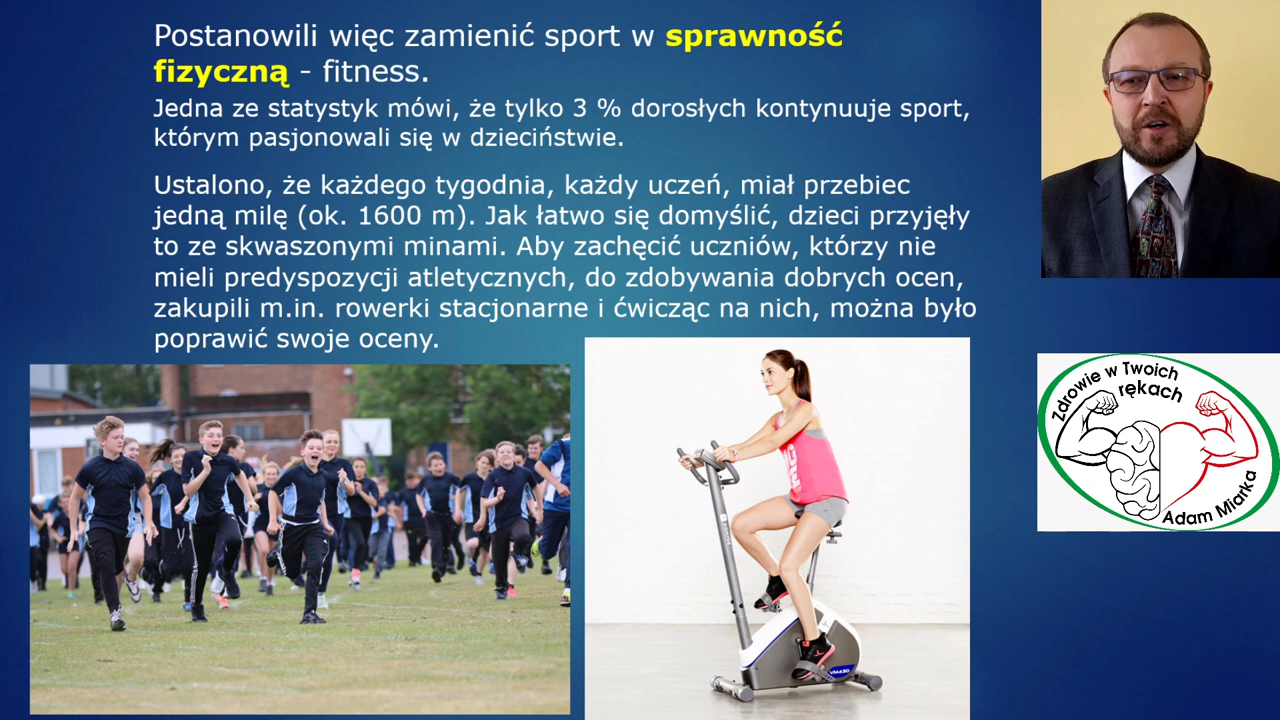 Postanowili więc zamienić sport w sprawność
fizyczną - fitness.
Jedna ze statystyk mówi, że tylko 3 % dorosłych kontynuuje sport,
którym pasjonowali się w dzieciństwie.
Ustalono, że każdego tygodnia, każdy uczeń, miał przebiec
jedną milę (ok. 1600 m). Jak łatwo się domyślić, dzieci przyjęły
to ze skwaszonymi minami. Aby zachęcić uczniów, którzy nie
mieli predyspozycji atletycznych, do zdobywania dobrych ocen,
zakupili m.in. rowerki stacjonarne i ćwicząc na nich, można było
poprawić swoje oceny.
Zdrowie w Twoich
rękach
Adam Miarka
VM430